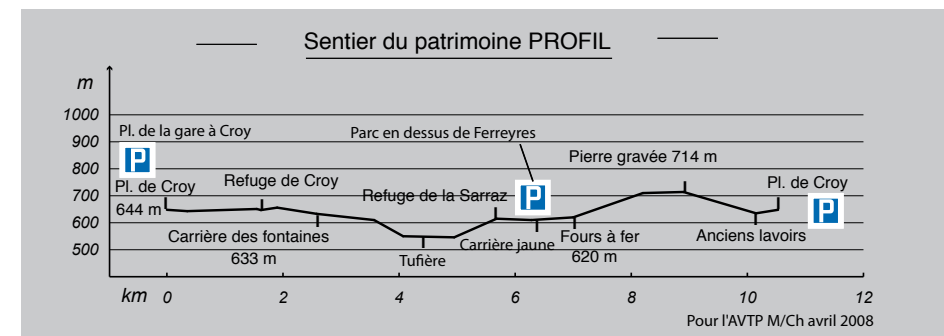 Sentier du patrimoine PROFIL
m
1000
900
800
700
600
500
Pl. de la gare à Croy
P
Pl. de Croy
644 m
Refuge de Croy
Carrière des fontaines
633 m
Tufière
Refuge de la Sarraz
Parc en dessus de Ferreyres
P
Carrière jaune
Fours à fer
620 m
Pierre gravée 714 m
Anciens lavoirs
Pl. de Croy
P
km 0 2 4 6 8 10 12
Pour l'AVTP M/Ch avril 2008